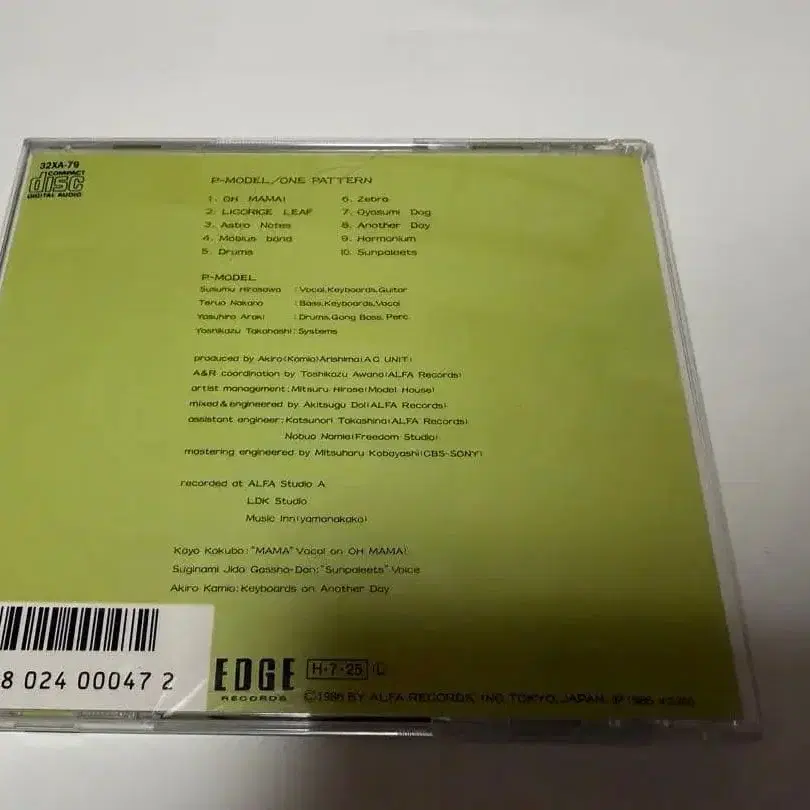 32XA-79
COMPACT
disc
DIGITAL AUDIO
P-MODEL/ONE PATTERN
1. OH MAMA!
2. LICORICE LEAF
3. Astro Notes
4. Möbius band
5. Drums
6. Zebra
7. Oyasumi Dog
8. Another Day
9. Harmonium
10. Sunpaleets
P-MODEL
Susumu Hirasawa :Vocal,Keyboards,Guitar
Teruo Nakano :Bass,Keyboards,Vocal
Yasuhiro Araki :Drums,Gong Bass, Perc.
Yoshikazu Takahashi:Systems
produced by Akiro(Kamio)Arishima(A.Q UNIT)
A&R coordination by Toshikazu Awano(ALFA Records)
artist management:Mitsuru Hirose(Model House)
mixed & engineered by Akitsugu Doi(ALFA Records)
assistant engineer:Katsunori Takashina(ALFA Records)
Nobuo Namie(Freedom Studio)
mastering engineered by Mitsuharu Kobayashi(CBS-SONY)
recorded at ALFA Studio A
LDK Studio
Music Inn(yamanakako)
Kayo Kokubo:"MAMA" Vocal on OH MAMA!
Suginami Jido Gassho-Dan:"Sunpaleets" Voice
Akiro Kamio:Keyboards on Another Day
8 024 00047 2
EDGE
RECORDS
H·7·25 L
©1986 BY ALFA RECORDS, INC. TOKYO, JAPAN. Ⓟ1986